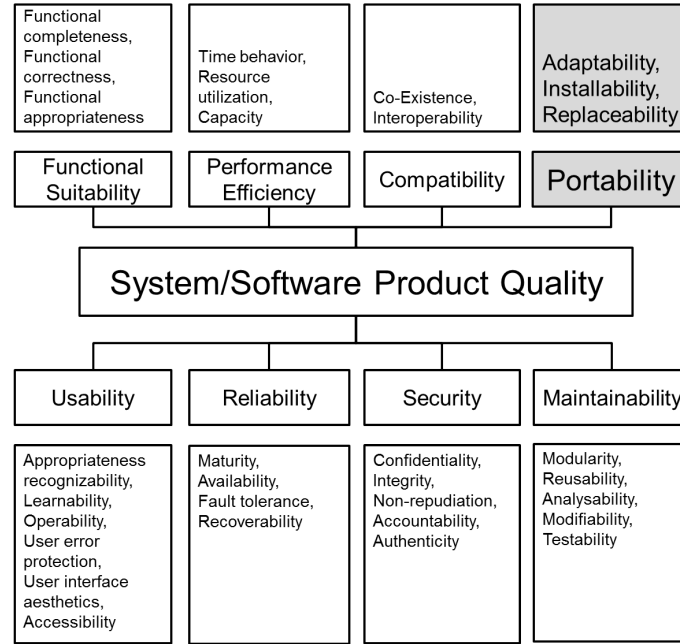 Functional
completeness,
Functional
correctness,
Functional
appropriateness
Time behavior,
Resource
utilization,
Capacity
Co-Existence,
Interoperability
Adaptability,
Installability,
Replaceability
Functional
Suitability
Performance
Efficiency
Compatibility
Portability
System/Software Product Quality
Usability
Reliability
Security
Maintainability
Appropriateness
recognizability,
Learnability,
Operability,
User error
protection,
User interface
aesthetics,
Accessibility
Maturity,
Availability,
Fault tolerance,
Recoverability
Confidentiality,
Integrity,
Non-repudiation,
Accountability,
Authenticity
Modularity,
Reusability,
Analysability,
Modifiability,
Testability